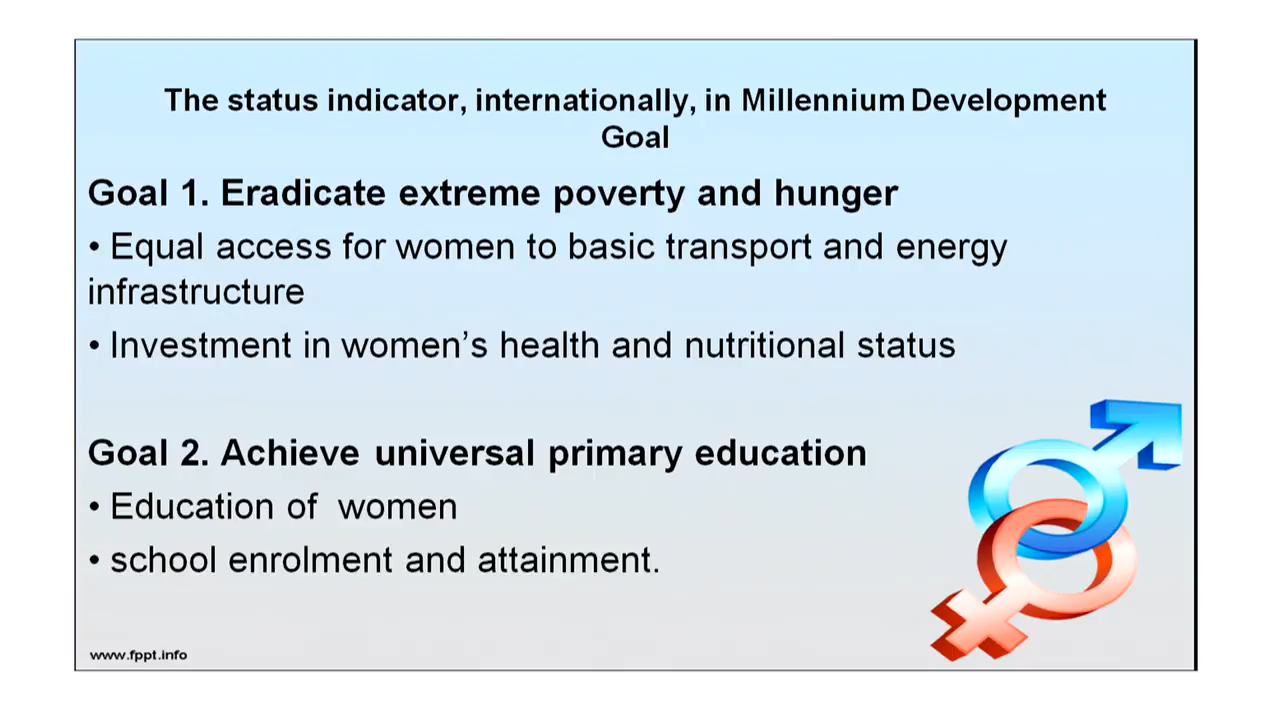 The status indicator, internationally, in Millennium Development
Goal
Goal 1. Eradicate extreme poverty and hunger
• Equal access for women to basic transport and energy
infrastructure
• Investment in women’s health and nutritional status
Goal 2. Achieve universal primary education
• Education of  women
• school enrolment and attainment.
www.fppt.info